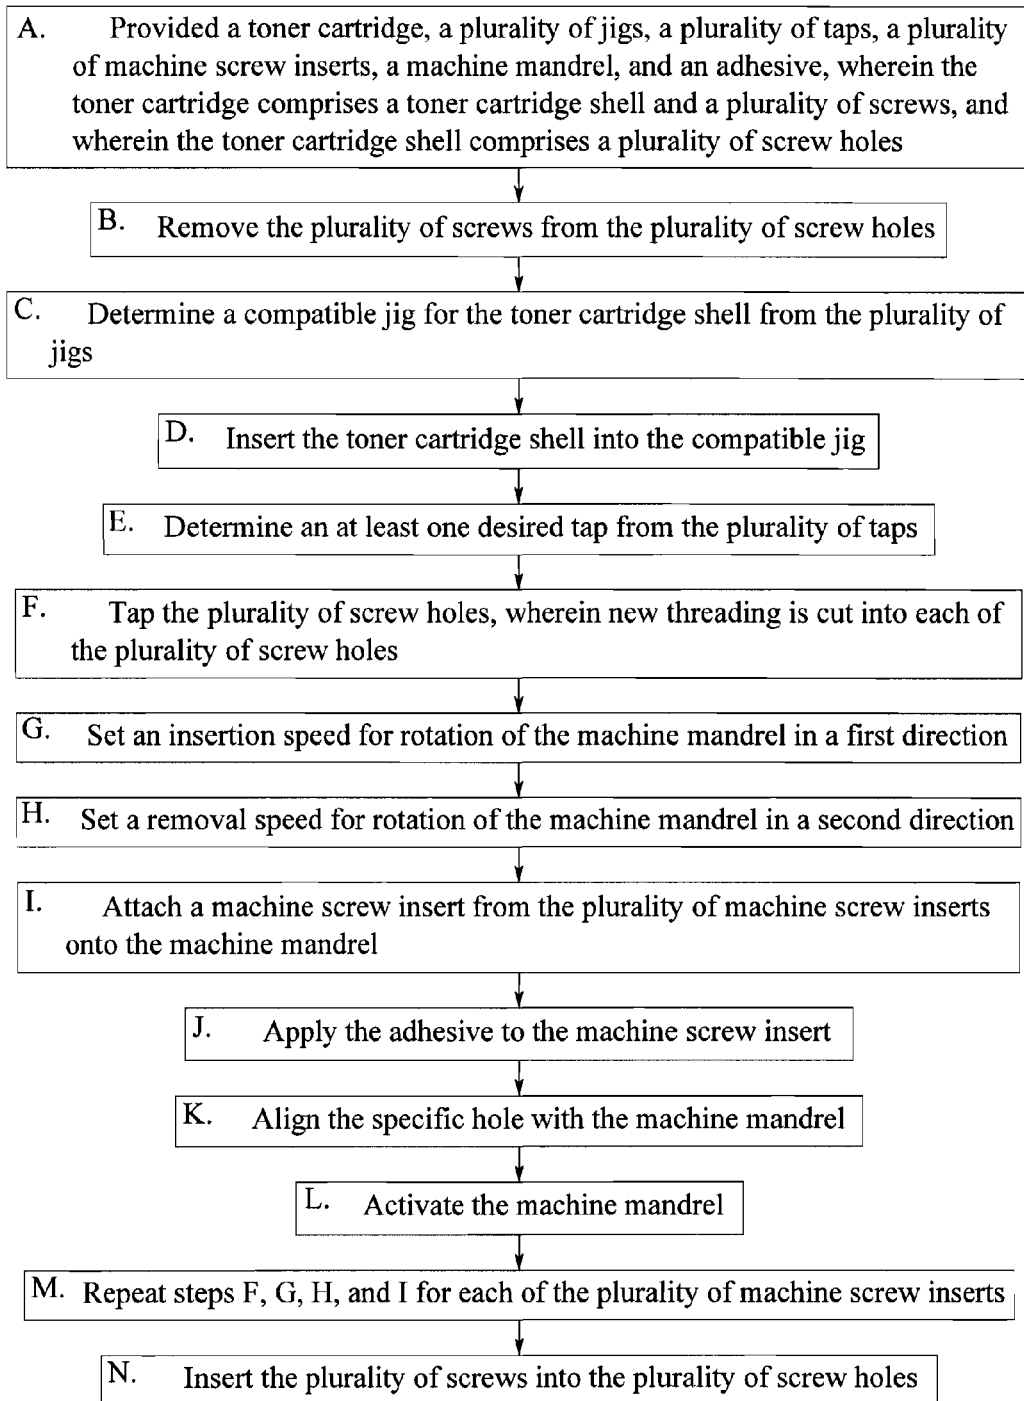 A. Provided a toner cartridge, a plurality of jigs, a plurality of taps, a plurality
of machine screw inserts, a machine mandrel, and an adhesive, wherein the
toner cartridge comprises a toner cartridge shell and a plurality of screws, and
wherein the toner cartridge shell comprises a plurality of screw holes
B. Remove the plurality of screws from the plurality of screw holes
C. Determine a compatible jig for the toner cartridge shell from the plurality of
jigs
D. Insert the toner cartridge shell into the compatible jig
E. Determine an at least one desired tap from the plurality of taps
F. Tap the plurality of screw holes, wherein new threading is cut into each of
the plurality of screw holes
G. Set an insertion speed for rotation of the machine mandrel in a first direction
H. Set a removal speed for rotation of the machine mandrel in a second direction
I. Attach a machine screw insert from the plurality of machine screw inserts
onto the machine mandrel
J. Apply the adhesive to the machine screw insert
K. Align the specific hole with the machine mandrel
L. Activate the machine mandrel
M. Repeat steps F, G, H, and I for each of the plurality of machine screw inserts
N. Insert the plurality of screws into the plurality of screw holes